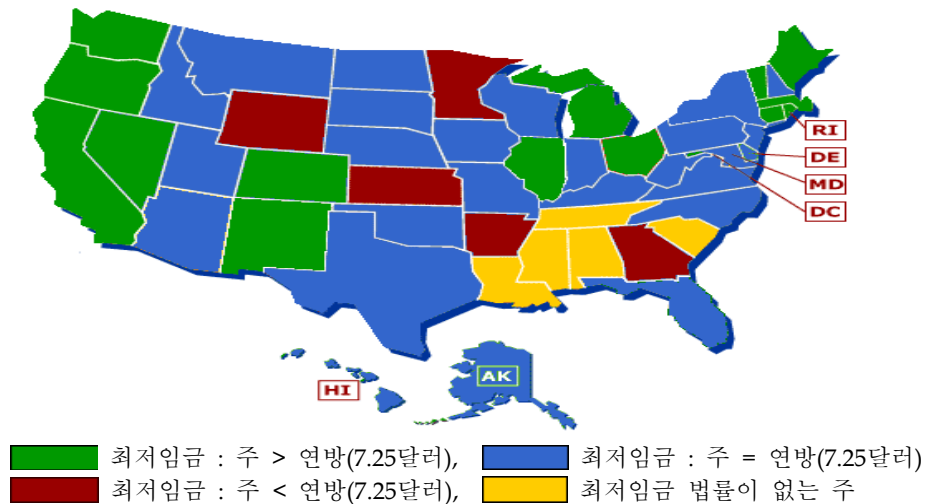 RI
DE
MD
DC
HI
AK
최저임금 : 주 > 연방(7.25달러), 최저임금 : 주 = 연방(7.25달러)
최저임금 : 주 < 연방(7.25달러), 최저임금 법률이 없는 주